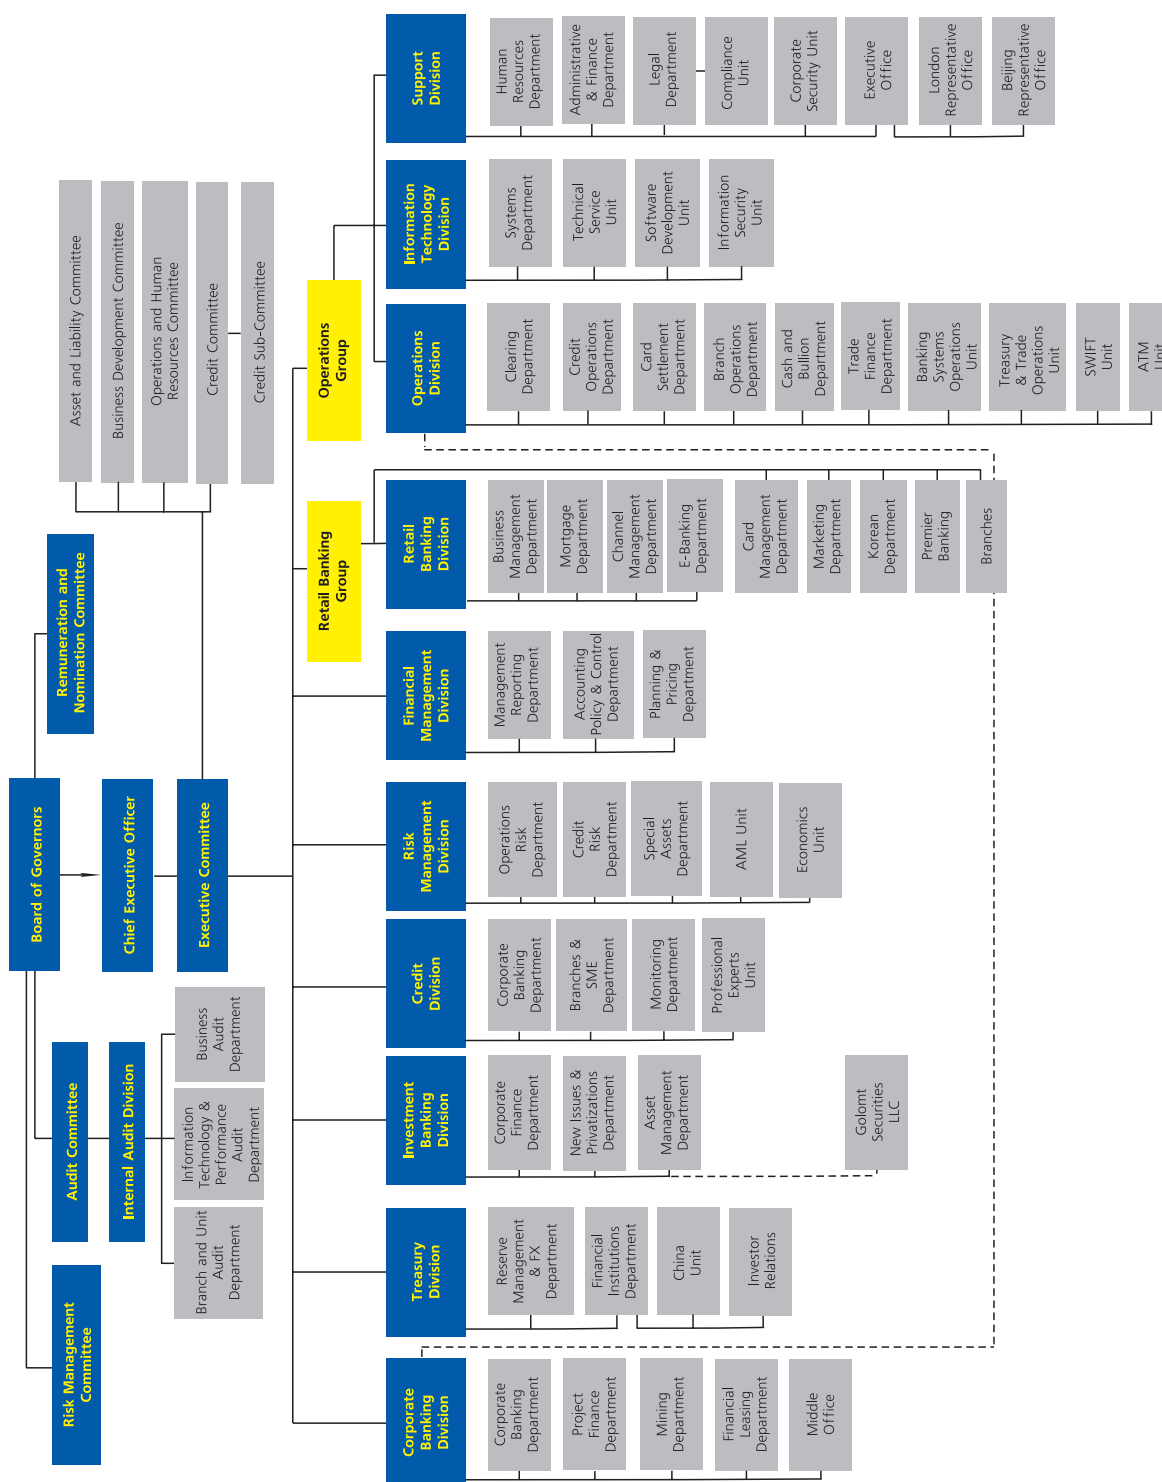 Risk Management
Committee
Audit Committee
Internal Audit Division
Branch and Unit
Audit
Department
Information
Technology &
Performance
Audit
Department
Business
Audit
Department
Board of Governors
Chief Executive Officer
Executive Committee
Remuneration and
Nomination Committee
Asset and Liability Committee
Business Development Committee
Operations and Human
Resources Committee
Credit Committee
Credit Sub-Committee
Retail Banking
Group
Operations
Group
Corporate
Banking
Division
Corporate
Banking
Department
Project
Finance
Department
Mining
Department
Financial
Leasing
Department
Middle
Office
Treasury
Division
Reserve
Management
& FX
Department
Financial
Institutions
Department
China
Unit
Investor
Relations
Investment
Banking
Division
Corporate
Finance
Department
New Issues &
Privatizations
Department
Asset
Management
Department
Golomt
Securities
LLC
Credit
Division
Corporate
Banking
Department
Branches &
SME
Department
Monitoring
Department
Professional
Experts
Unit
Risk
Management
Division
Operations
Risk
Department
Credit
Risk
Department
Special
Assets
Department
AML Unit
Economics
Unit
Financial
Management
Division
Management
Reporting
Department
Accounting
Policy & Control
Department
Planning &
Pricing
Department
Retail
Banking
Division
Business
Management
Department
Mortgage
Department
Channel
Management
Department
E-Banking
Department
Card
Management
Department
Marketing
Department
Korean
Department
Premier
Banking
Branches
Operations
Division
Clearing
Department
Credit
Operations
Department
Card
Settlement
Department
Branch
Operations
Department
Cash and
Bullion
Department
Trade
Finance
Department
Banking
Systems
Operations
Unit
Treasury
& Trade
Operations
Unit
SWIFT
Unit
ATM
Unit
Information
Technology
Division
Systems
Department
Technical
Service
Unit
Software
Development
Unit
Information
Security
Unit
Support
Division
Human
Resources
Department
Administrative
& Finance
Department
Legal
Department
Compliance
Unit
Corporate
Security Unit
Executive
Office
London
Representative
Office
Beijing
Representative
Office